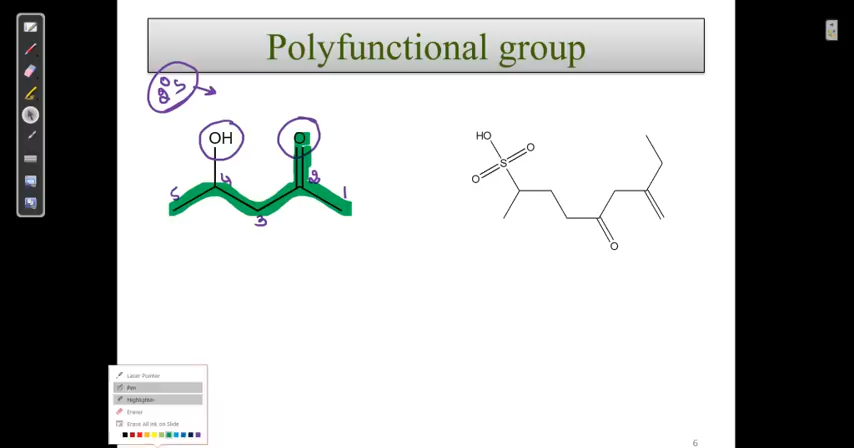 Polyfunctional group
OH
O
5
4
3
2
1
HO
S
O
O
O
Laser Pointer
Pen
Highlighter
Eraser
Erase All Ink on Slide
6